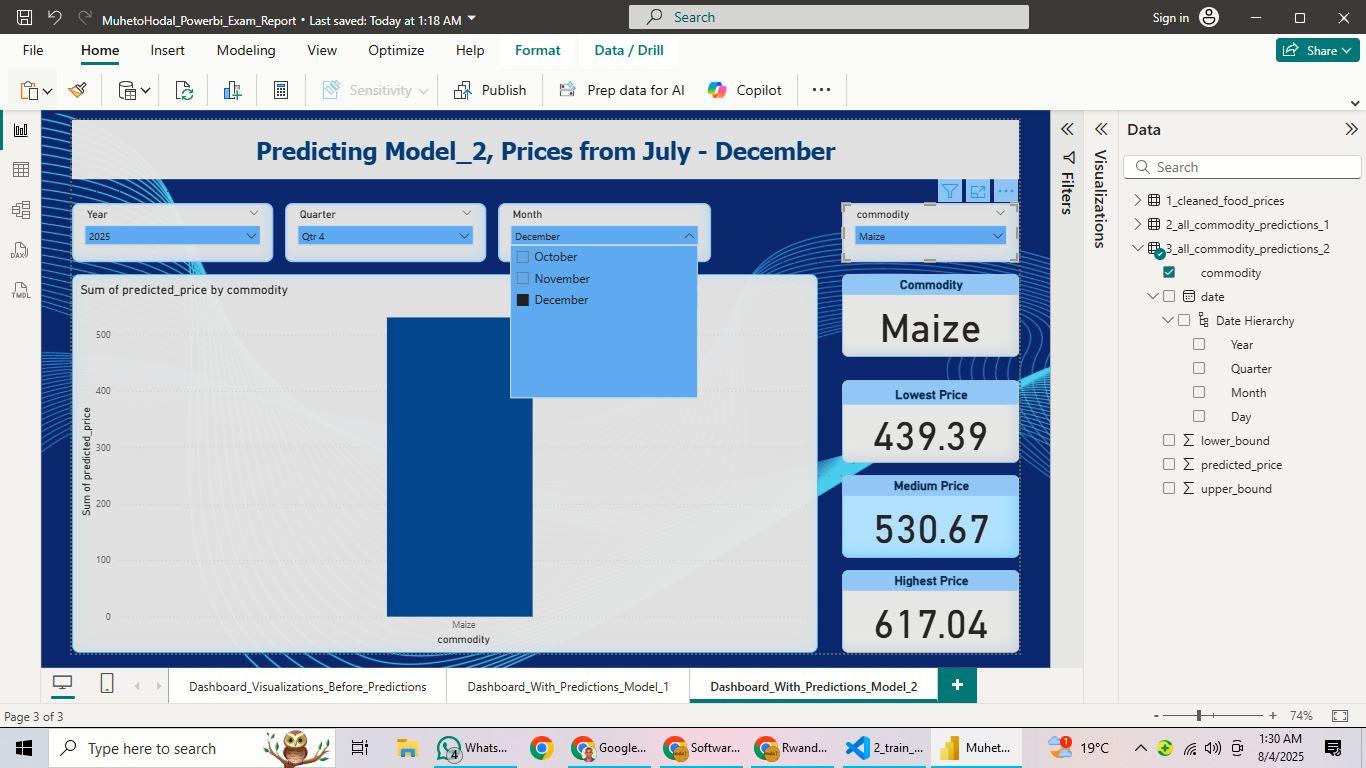 MuhetoHodal_Powerbi_Exam_Report • Last saved: Today at 1:18 AM
Search
Sign in
File Home Insert Modeling View Optimize Help Format Data / Drill
Share
Sensitivity
Publish
Prep data for AI
Copilot
Predicting Model_2, Prices from July - December
Year
2025
Quarter
Qtr 4
Month
December
October
November
December
commodity
Maize
Sum of predicted_price by commodity
Sum of predicted_price
500
400
300
200
100
0
Maize
commodity
Commodity
Maize
Lowest Price
439.39
Medium Price
530.67
Highest Price
617.04
Filters
Visualizations
Data
Search
1_cleaned_food_prices
2_all_commodity_predictions_1
3_all_commodity_predictions_2
commodity
date
Date Hierarchy
Year
Quarter
Month
Day
lower_bound
predicted_price
upper_bound
Dashboard_Visualizations_Before_Predictions
Dashboard_With_Predictions_Model_1
Dashboard_With_Predictions_Model_2
Page 3 of 3
74%
Type here to search
4
Whats...
Google...
Softwar...
Rwand...
2_train_...
Muhet...
1
19°C
1:30 AM
8/4/2025